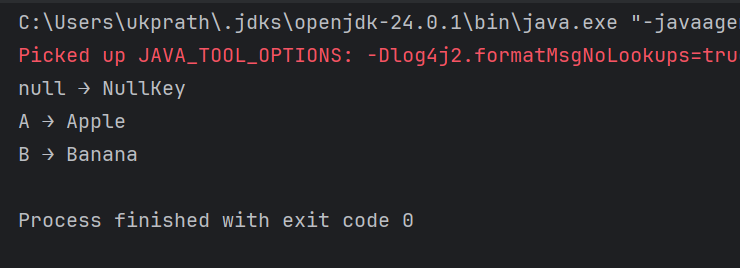 C:\Users\ukprath\.jdks\openjdk-24.0.1\bin\java.exe "-javaage
Picked up JAVA_TOOL_OPTIONS: -Dlog4j2.formatMsgNoLookups=tru
null → NullKey
A → Apple
B → Banana
Process finished with exit code 0